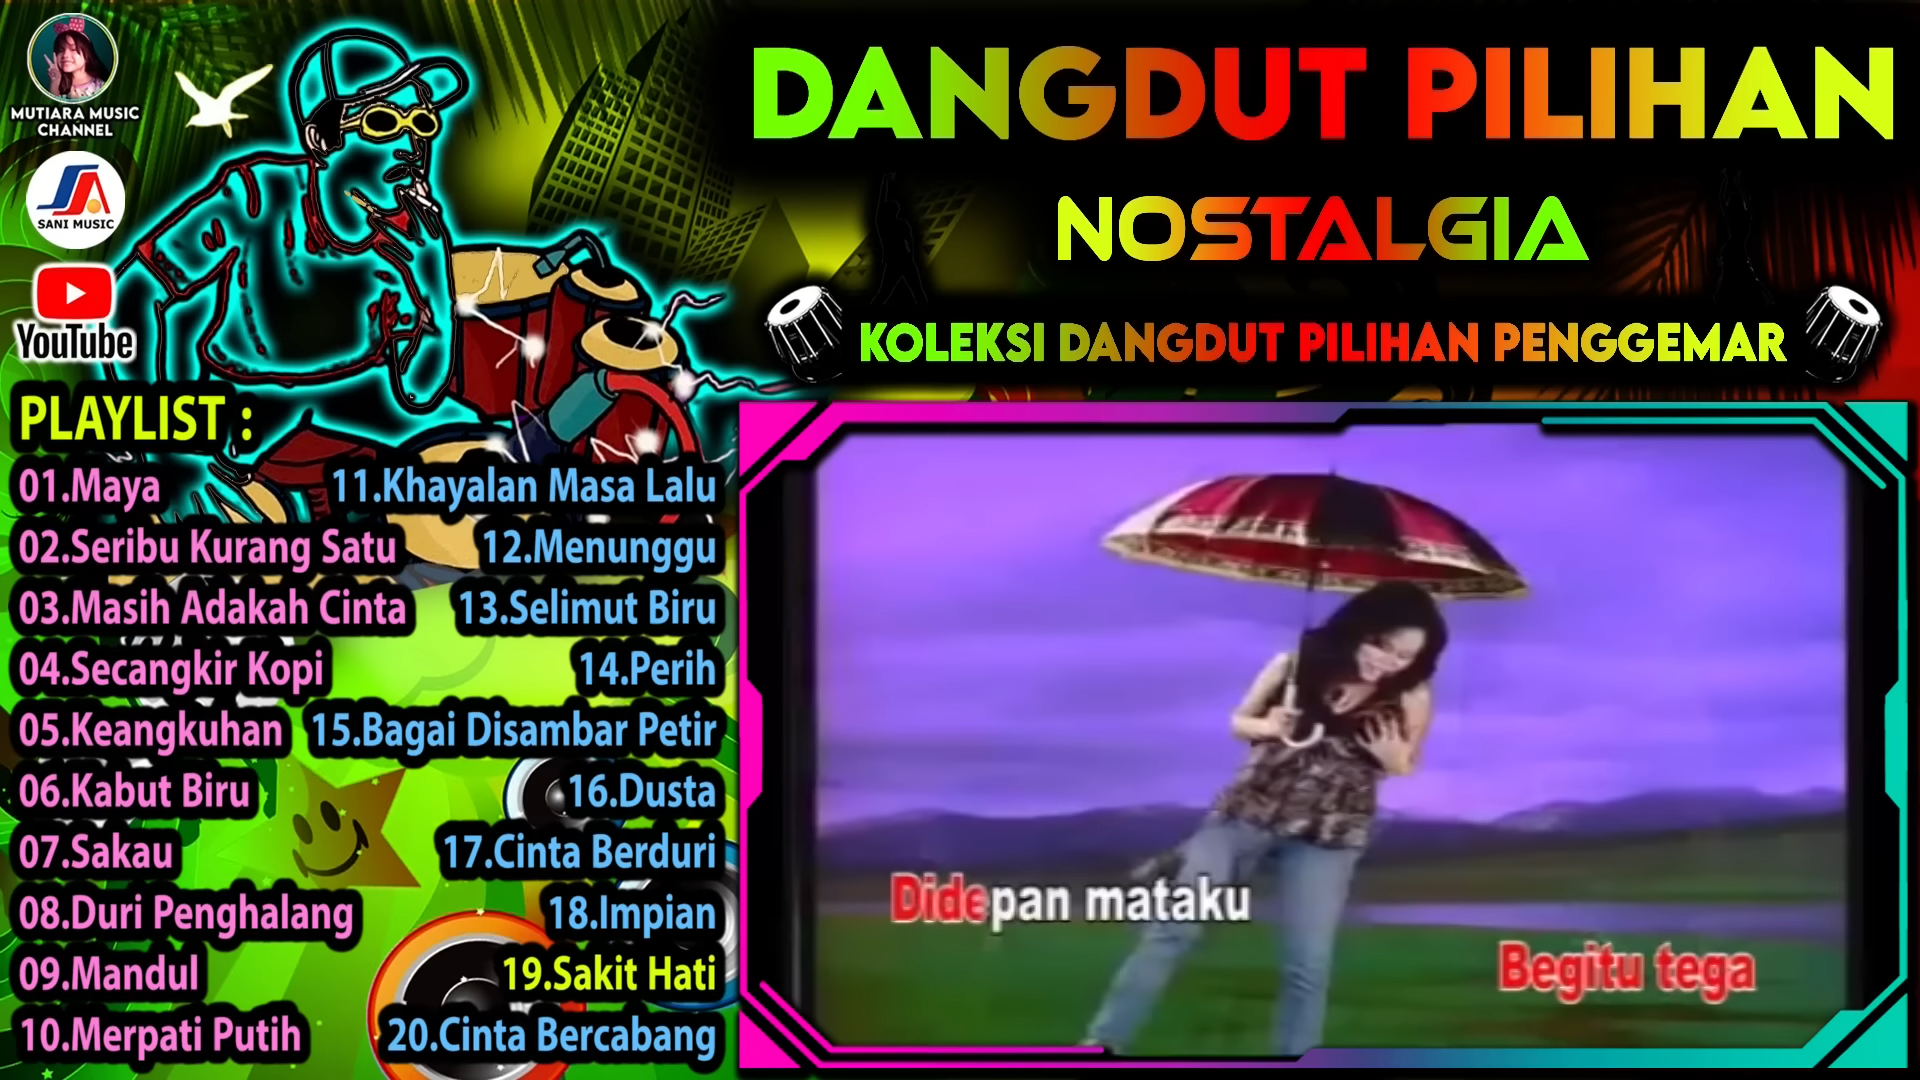 MUTIARA MUSIC
CHANNEL
SANI MUSIC
YouTube
DANGDUT PILIHAN
NOSTALGIA
KOLEKSI DANGDUT PILIHAN PENGGEMAR
PLAYLIST :
01.Maya
02.Seribu Kurang Satu
03.Masih Adakah Cinta
04.Secangkir Kopi
05.Keangkuhan
06.Kabut Biru
07.Sakau
08.Duri Penghalang
09.Mandul
10.Merpati Putih
11.Khayalan Masa Lalu
12.Menunggu
13.Selimut Biru
14.Perih
15.Bagai Disambar Petir
16.Dusta
17.Cinta Berduri
18.Impian
19.Sakit Hati
20.Cinta Bercabang
Didepan mataku
Begitu tega